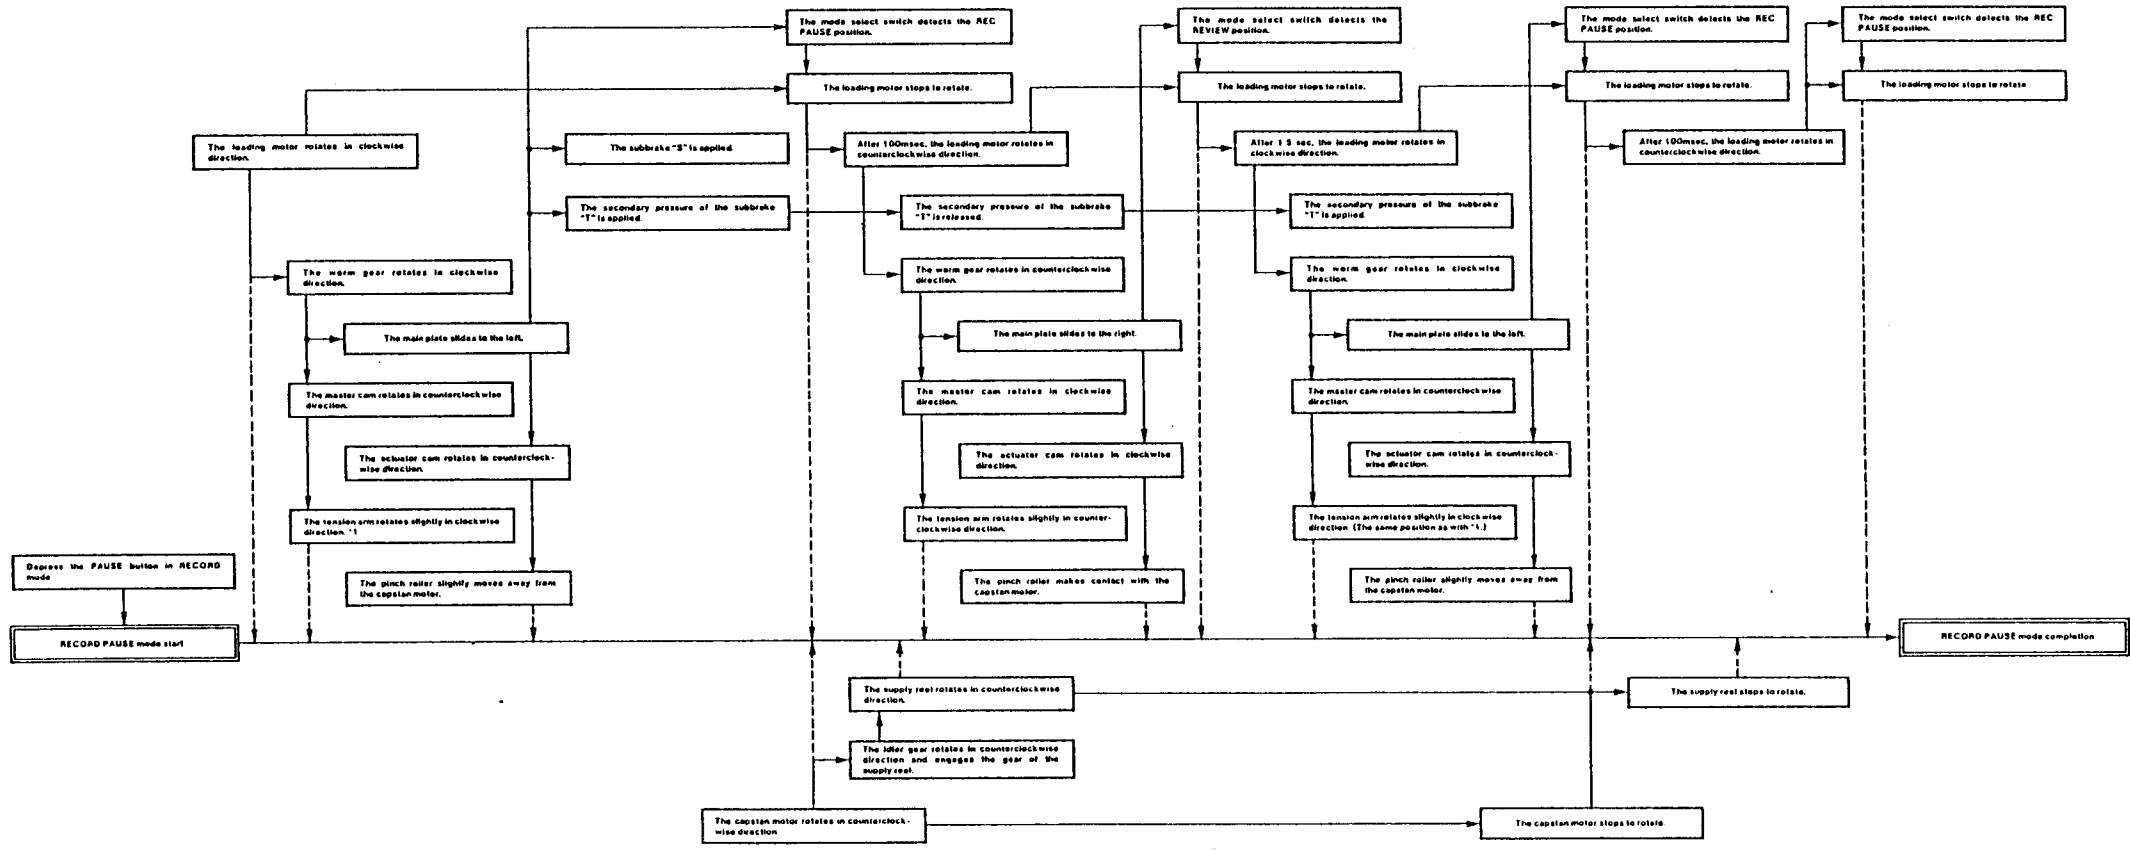 The mode select switch detects the REC
PAUSE position.
The mode select switch detects the
REVIEW position.
The mode select switch detects the REC
PAUSE position.
The mode select switch detects the REC
PAUSE position.
The loading motor stops to rotate.
The loading motor stops to rotate.
The loading motor stops to rotate.
The loading motor stops to rotate
The loading motor rotates in clockwise
direction.
The subbrake "S" is applied.
After 100msec, the loading motor rotates in
counterclockwise direction.
After 1 5 sec, the loading motor rotates in
clockwise direction.
After 100msec, the loading motor rotates in
counterclockwise direction.
The secondary pressure of the subbrake
"T" is applied.
The secondary pressure of the subbrake
"T" is released.
The secondary pressure of the subbrake
"T" is applied.
The worm gear rotates in clockwise
direction.
The worm gear rotates in counterclockwise
direction.
The worm gear rotates in clockwise
direction.
The main plate slides to the left.
The main plate slides to the right.
The main plate slides to the left.
The master cam rotates in counterclockwise
direction.
The master cam rotates in clockwise
direction.
The master cam rotates in counterclockwise
direction.
The actuator cam rotates in counterclock-
wise direction.
The actuator cam rotates in clockwise
direction.
The actuator cam rotates in counterclock-
wise direction.
The tension arm rotates slightly in clockwise
direction. *1
The tension arm rotates slightly in counter-
clockwise direction.
The tension arm rotates slightly in clockwise
direction (The same position as with *1.)
Depress the PAUSE button in RECORD
mode
The pinch roller slightly moves away from
the capstan motor.
The pinch roller makes contact with the
capstan motor.
The pinch roller slightly moves away from
the capstan motor.
RECORD PAUSE mode start
RECORD PAUSE mode completion
The supply reel rotates in counterclockwise
direction.
The supply reel stops to rotate.
The idler gear rotates in counterclockwise
direction and engages the gear of the
supply reel.
The capstan motor rotates in counterclock-
wise direction
The capstan motor stops to rotate.